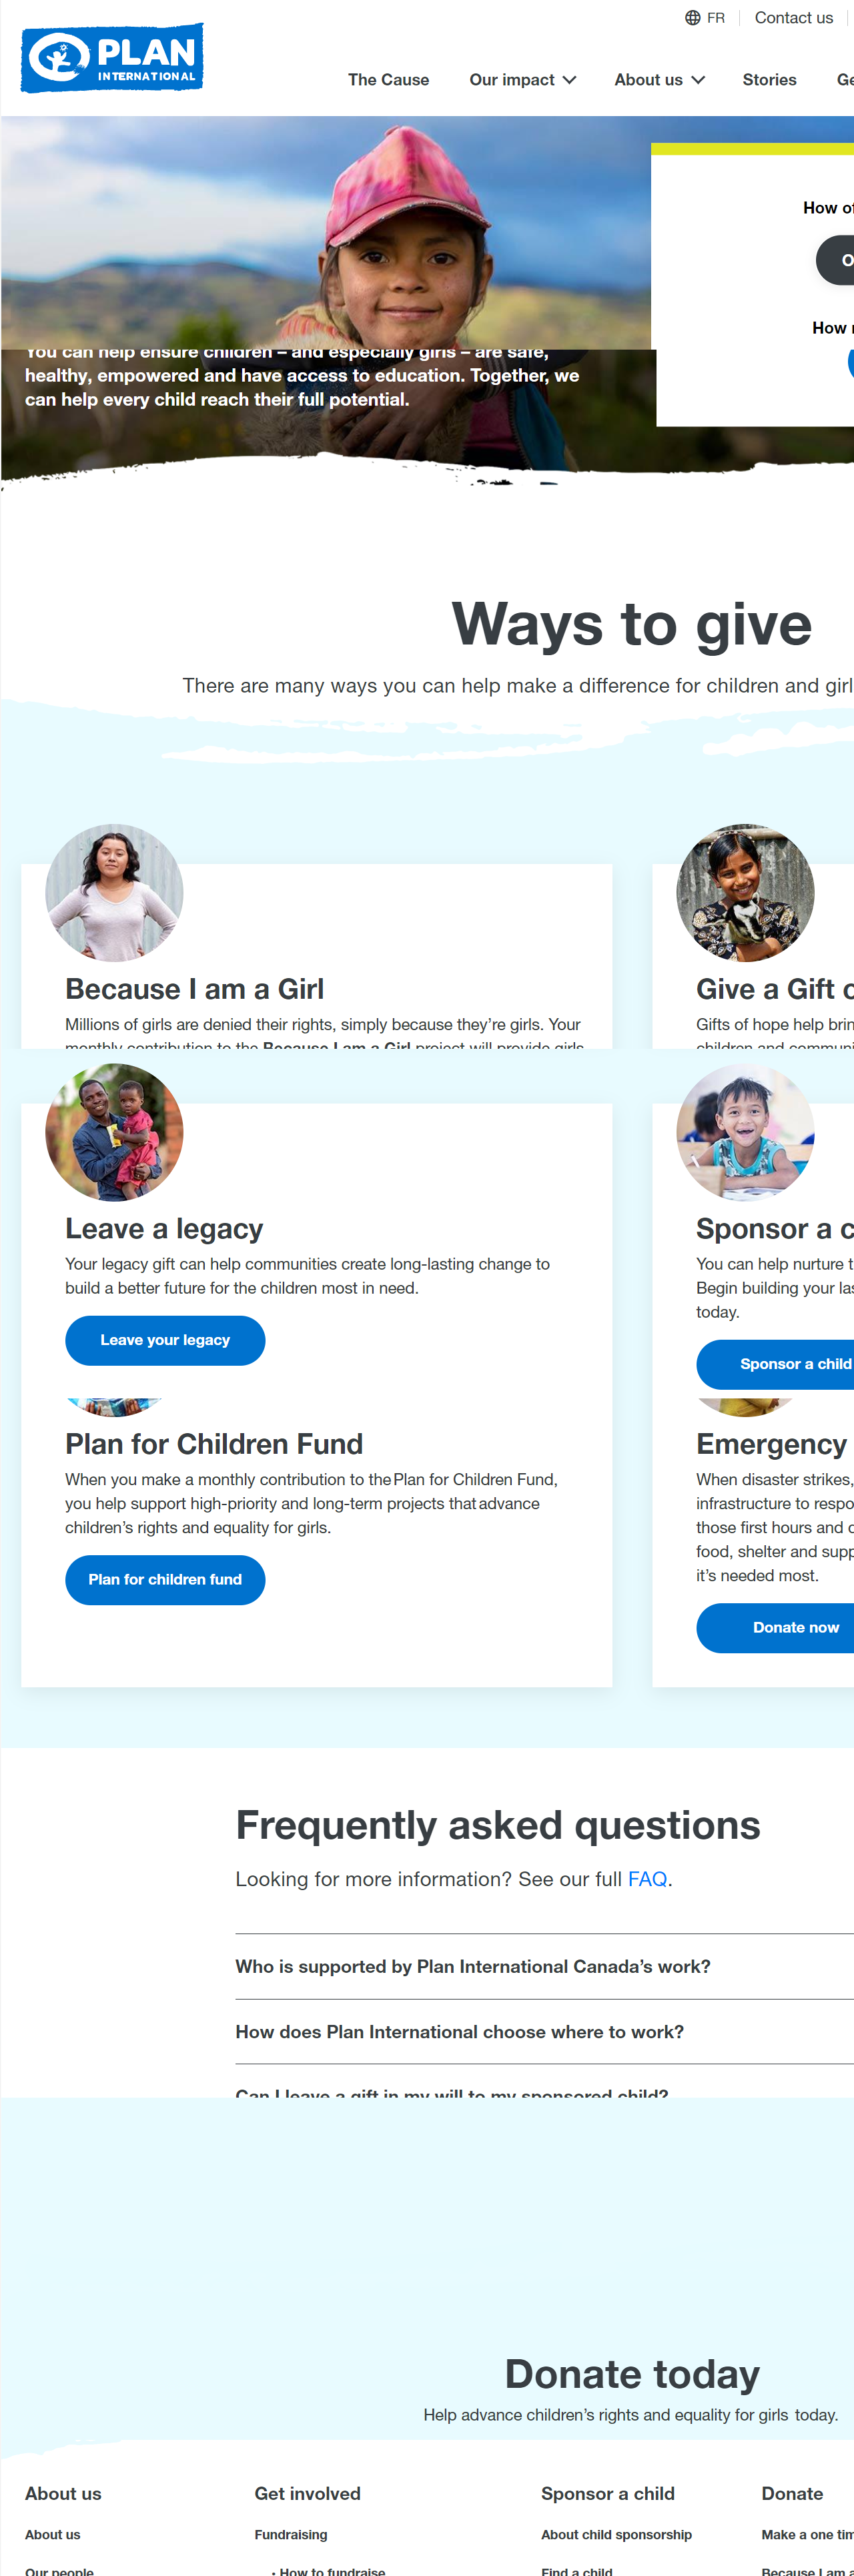 FR
Contact us
PLAN
INTERNATIONAL
The Cause
Our impact
About us
Stories
How
How
You can help ensure children – and especially girls – are safe,
healthy, empowered and have access to education. Together, we
can help every child reach their full potential.
Ways to give
There are many ways you can help make a difference for children and
Because I am a Girl
Give a Gift
Millions of girls are denied their rights, simply because they’re girls. Your
Gifts of hope help
monthly contribution to the Because I am a Girl project will provide girls
children and
Leave a legacy
Sponsor a
Your legacy gift can help communities create long-lasting change to
build a better future for the children most in need.
You can help nurture
Begin building your
today.
Leave your legacy
Sponsor a child
Plan for Children Fund
Emergency
When you make a monthly contribution to the Plan for Children Fund,
you help support high-priority and long-term projects that advance
children’s rights and equality for girls.
When disaster strikes,
infrastructure to
those first hours and
food, shelter and
it’s needed most.
Plan for children fund
Donate now
Frequently asked questions
Looking for more information? See our full FAQ.
Who is supported by Plan International Canada’s work?
How does Plan International choose where to work?
Can I leave a gift in my will to my sponsored child?
Donate today
Help advance children’s rights and equality for girls today.
About us
Get involved
Sponsor a child
Donate
About us
Fundraising
About child sponsorship
Make a one
Our people
• How to fundraise
Find a child
Because I am